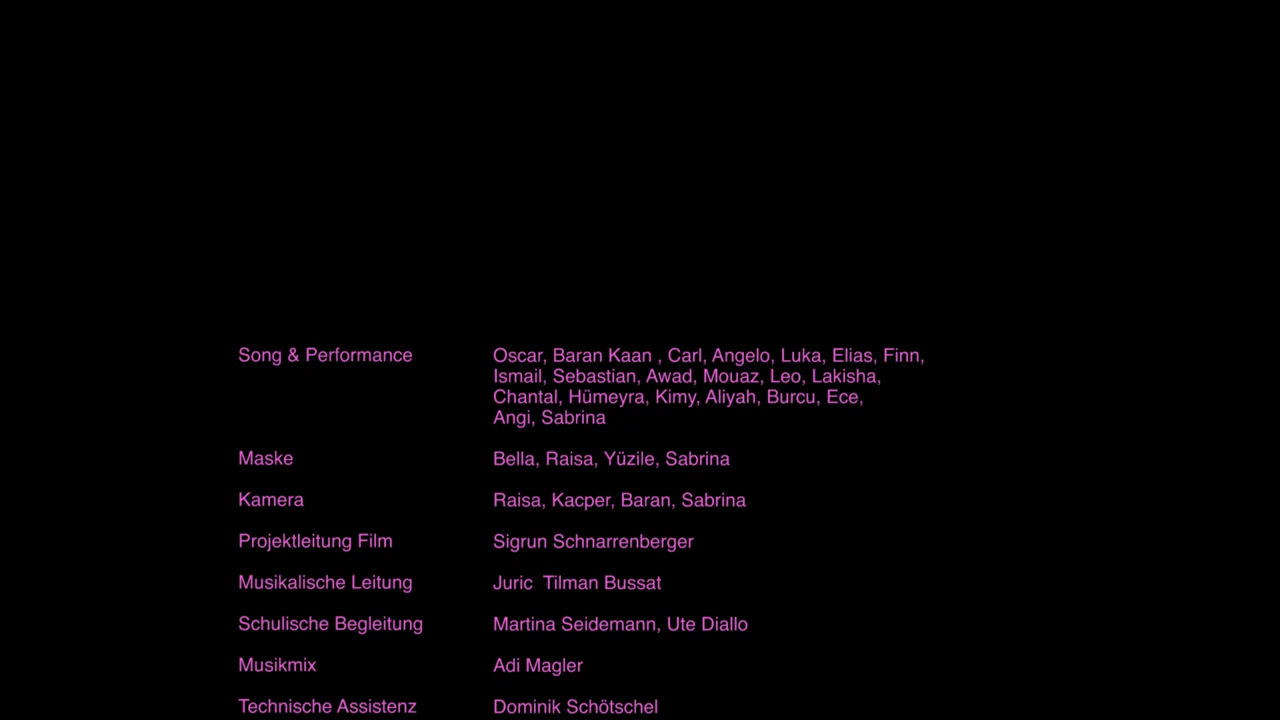 Song & Performance Oscar, Baran Kaan , Carl, Angelo, Luka, Elias, Finn,
Ismail, Sebastian, Awad, Mouaz, Leo, Lakisha,
Chantal, Hümeyra, Kimy, Aliyah, Burcu, Ece,
Angi, Sabrina
Maske Bella, Raisa, Yüzile, Sabrina
Kamera Raisa, Kacper, Baran, Sabrina
Projektleitung Film Sigrun Schnarrenberger
Musikalische Leitung Juric  Tilman Bussat
Schulische Begleitung Martina Seidemann, Ute Diallo
Musikmix Adi Magler
Technische Assistenz Dominik Schötschel